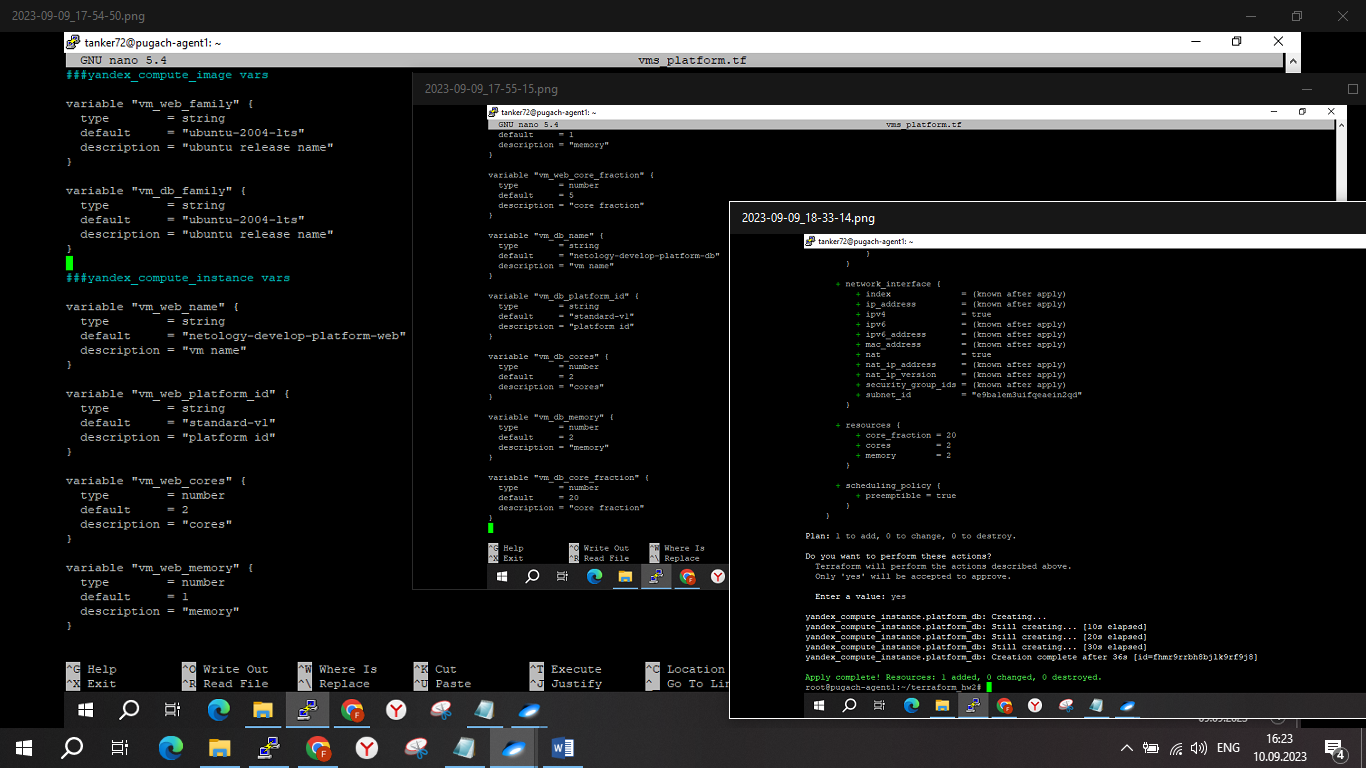 2023-09-09_17-54-50.png
tanker72@pugach-agent1: ~
GNU nano 5.4 vms_platform.tf
###yandex_compute_image vars
variable "vm_web_family" {
type = string
default = "ubuntu-2004-lts"
description = "ubuntu release name"
}
variable "vm_db_family" {
type = string
default = "ubuntu-2004-lts"
description = "ubuntu release name"
}
###yandex_compute_instance vars
variable "vm_web_name" {
type = string
default = "netology-develop-platform-web"
description = "vm name"
}
variable "vm_web_platform_id" {
type = string
default = "standard-v1"
description = "platform id"
}
variable "vm_web_cores" {
type = number
default = 2
description = "cores"
}
variable "vm_web_memory" {
type = number
default = 1
description = "memory"
}
^G Help ^O Write Out ^W Where Is ^K Cut ^T Execute ^C Location
^X Exit ^R Read File ^\ Replace ^U Paste ^J Justify Go To
2023-09-09_17-55-15.png
tanker72@pugach-agent1: ~
GNU nano 5.4 vms_platform.tf
default = 1
description = "memory"
}
variable "vm_web_core_fraction" {
type = number
default = 5
description = "core fraction"
}
variable "vm_db_name" {
type = string
default = "netology-develop-platform-db"
description = "vm name"
}
variable "vm_db_platform_id" {
type = string
default = "standard-v1"
description = "platform id"
}
variable "vm_db_cores" {
type = number
default = 2
description = "cores"
}
variable "vm_db_memory" {
type = number
default = 2
description = "memory"
}
variable "vm_db_core_fraction" {
type = number
default = 20
description = "core fraction"
}
^G Help ^O Write Out ^W Where Is
^X Exit ^R Read File ^\ Replace
2023-09-09_18-33-14.png
tanker72@pugach-agent1: ~
}
}
+ network_interface {
+ index = (known after apply)
+ ip_address = (known after apply)
+ ipv4 = true
+ ipv6 = (known after apply)
+ ipv6_address = (known after apply)
+ mac_address = (known after apply)
+ nat = true
+ nat_ip_address = (known after apply)
+ nat_ip_version = (known after apply)
+ security_group_ids = (known after apply)
+ subnet_id = "e9balem3uifqeaein2qd"
}
+ resources {
+ core_fraction = 20
+ cores = 2
+ memory = 2
}
+ scheduling_policy {
+ preemptible = true
}
}
Plan: 1 to add, 0 to change, 0 to destroy.
Do you want to perform these actions?
Terraform will perform the actions described above.
Only 'yes' will be accepted to approve.
Enter a value: yes
yandex_compute_instance.platform_db: Creating...
yandex_compute_instance.platform_db: Still creating... [10s elapsed]
yandex_compute_instance.platform_db: Still creating... [20s elapsed]
yandex_compute_instance.platform_db: Still creating... [30s elapsed]
yandex_compute_instance.platform_db: Creation complete after 36s [id=fhmr9rrbh8bjlk9rf9j8]
Apply complete! Resources: 1 added, 0 changed, 0 destroyed.
root@pugach-agent1:~/terraform_hw2#
ENG
16:23
10.09.2023
4